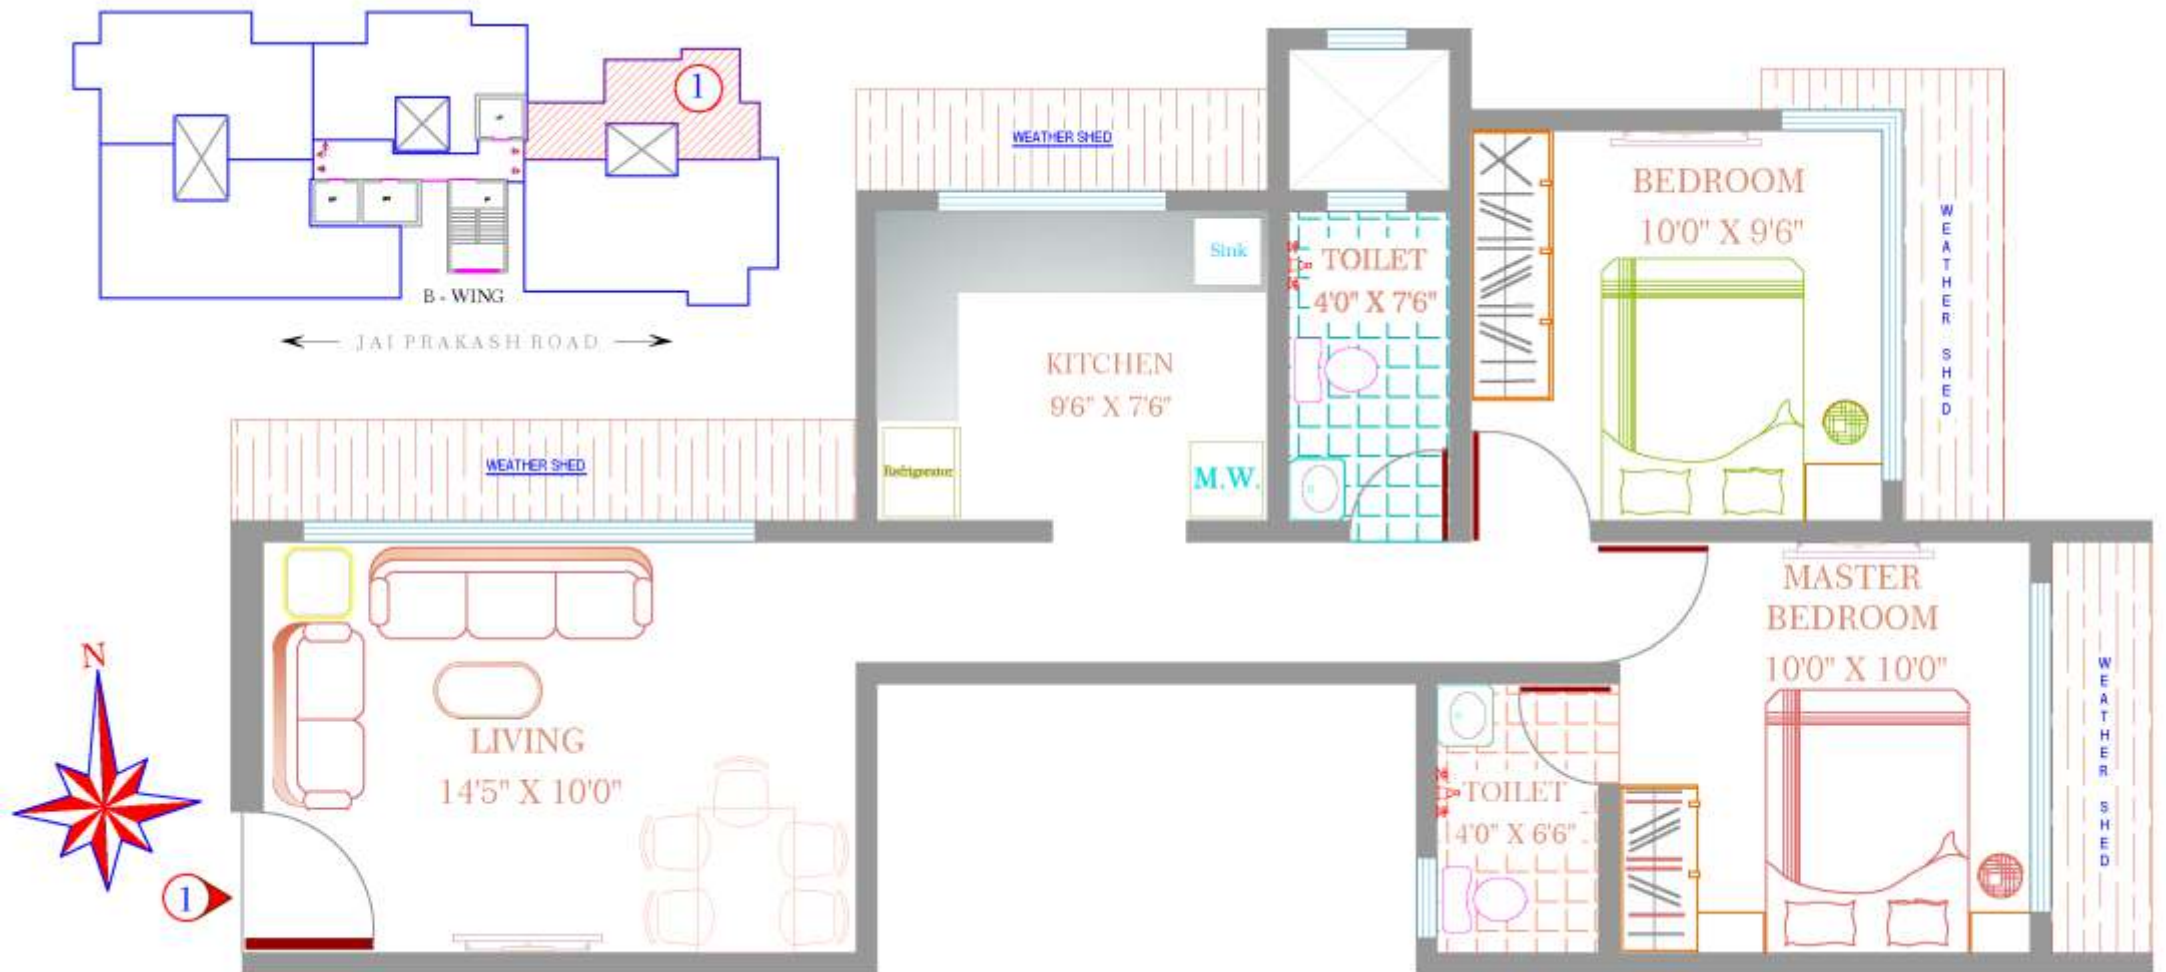 1
B - WING
JAI PRAKASH ROAD
WEATHER SHED
WEATHER SHED
WEATHER SHED
WEATHER SHED
BEDROOM
10'0" X 9'6"
Sink
TOILET
4'0" X 7'6"
KITCHEN
9'6" X 7'6"
Refrigerator
M.W.
MASTER
BEDROOM
10'0" X 10'0"
N
LIVING
14'5" X 10'0"
TOILET
4'0" X 6'6"
1